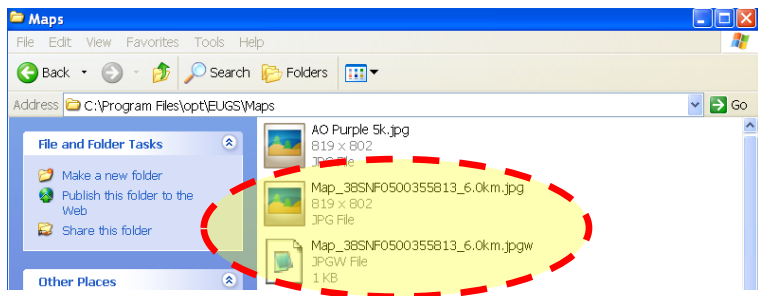 Maps
File Edit View Favorites Tools Help
Back Search Folders
Address C:\Program Files\opt\EUGS\Maps Go
File and Folder Tasks
Make a new folder
Publish this folder to the
Web
Share this folder
Other Places
AO Purple 5k.jpg
819 x 802
JPG File
Map_38SNF0500355813_6.0km.jpg
819 x 802
JPG File
Map_38SNF0500355813_6.0km.jpgw
JPGW File
1 KB